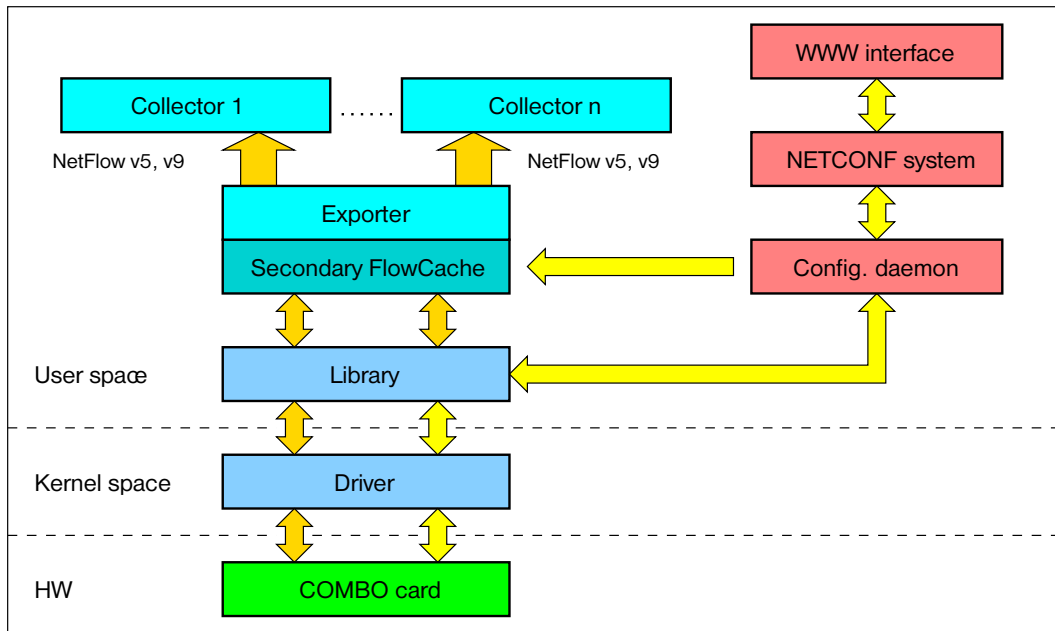 WWW interface
Collector 1
......
Collector n
NetFlow v5, v9
NetFlow v5, v9
NETCONF system
Exporter
Secondary FlowCache
Config. daemon
User space
Library
Kernel space
Driver
HW
COMBO card